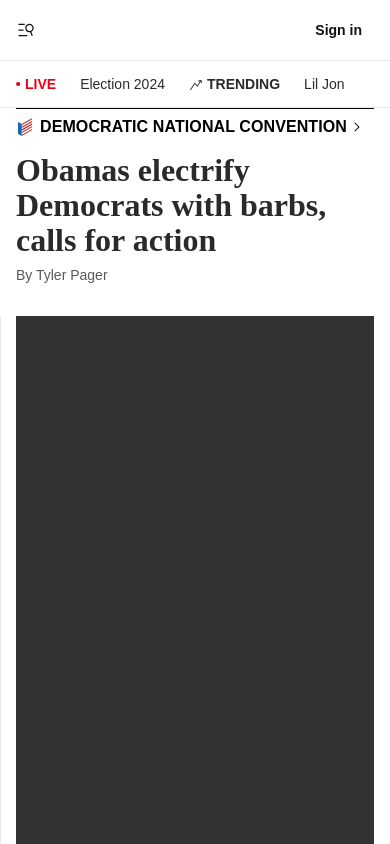 Sign in
LIVE Election 2024 TRENDING Lil Jon
DEMOCRATIC NATIONAL CONVENTION
Obamas electrify
Democrats with barbs,
calls for action
By Tyler Pager